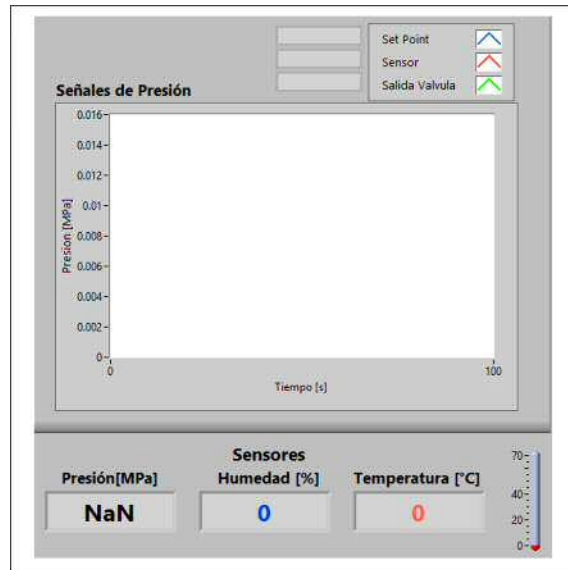 Set Point
Sensor
Salida Valvula
Señales de Presión
0.016
0.014
0.012
0.01
0.008
0.006
0.004
0.002
0
Presion [MPa]
0
100
Tiempo [s]
Sensores
Presión[MPa]
Humedad [%]
Temperatura [°C]
NaN
0
0
70
40
20
0